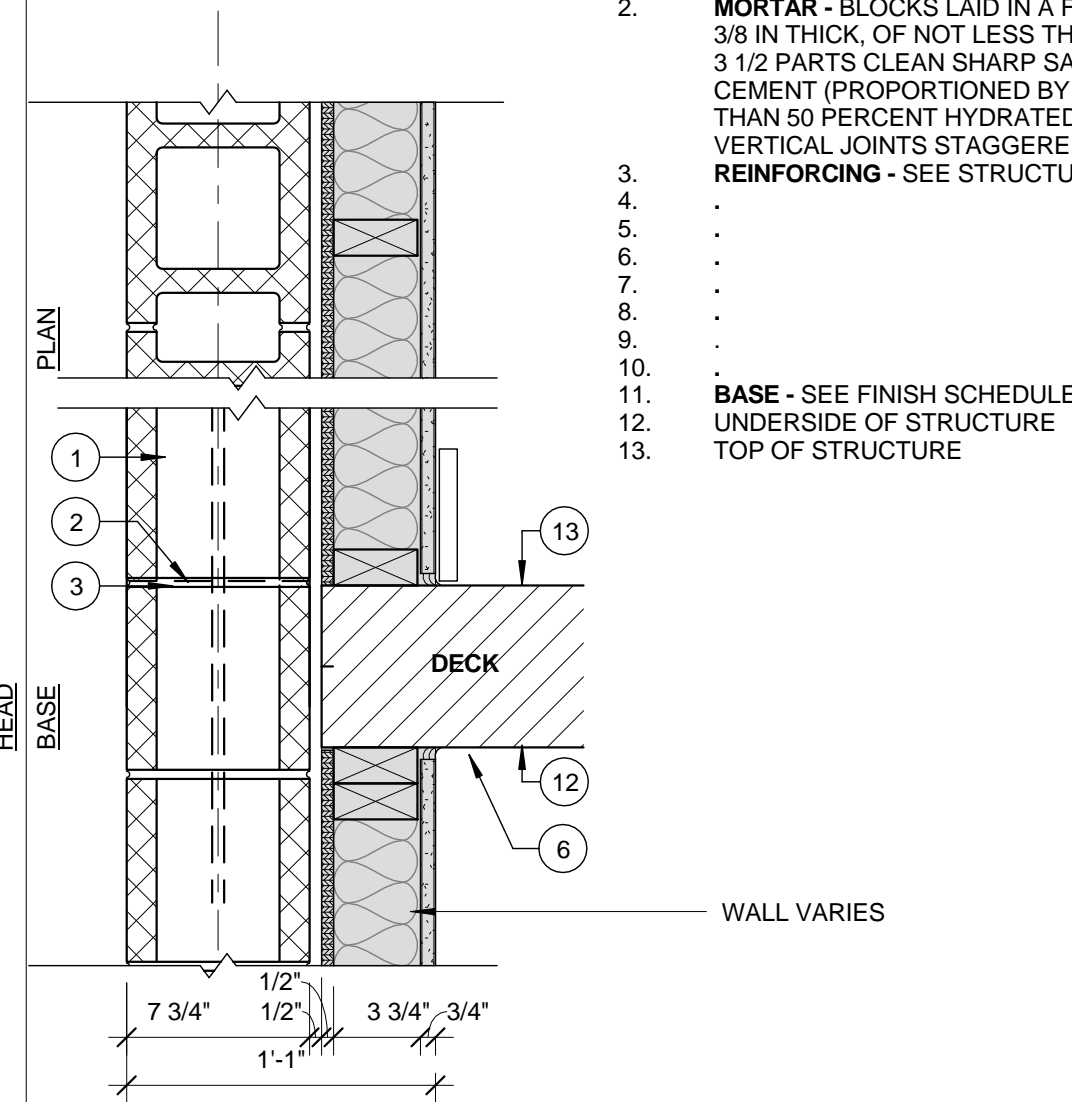 2. MORTAR - BLOCKS LAID IN A
3/8 IN THICK, OF NOT LESS
3 1/2 PARTS CLEAN SHARP
CEMENT (PROPORTIONED BY
THAN 50 PERCENT HYDRATED
VERTICAL JOINTS
3. REINFORCING - SEE
4. .
5. .
6. .
7. .
8. .
9. .
10. .
11. BASE - SEE FINISH SCHEDULE
12. UNDERSIDE OF STRUCTURE
13. TOP OF STRUCTURE
PLAN
HEAD
BASE
1
2
3
13
DECK
12
6
WALL VARIES
1/2"
7 3/4" 1/2" 3 3/4" 3/4"
1'-1"